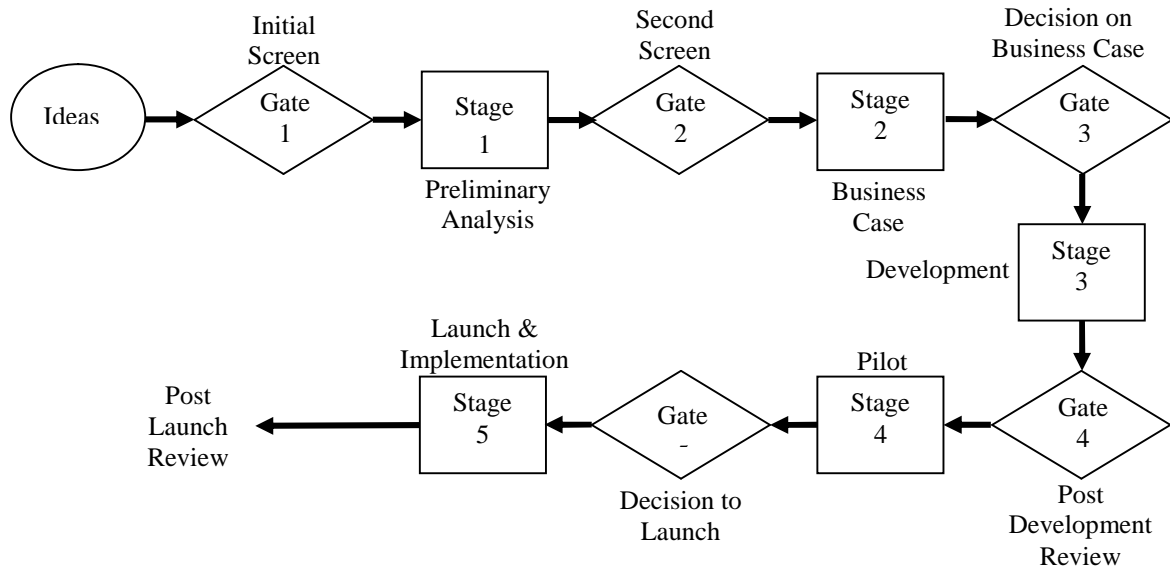 Ideas
Initial
Screen
Gate
1
Stage
1
Preliminary
Analysis
Second
Screen
Gate
2
Stage
2
Business
Case
Decision on
Business Case
Gate
3
Stage
3
Development
Gate
4
Post
Development
Review
Pilot
Stage
4
Gate
Decision to
Launch
Launch &
Implementation
Stage
5
Post
Launch
Review